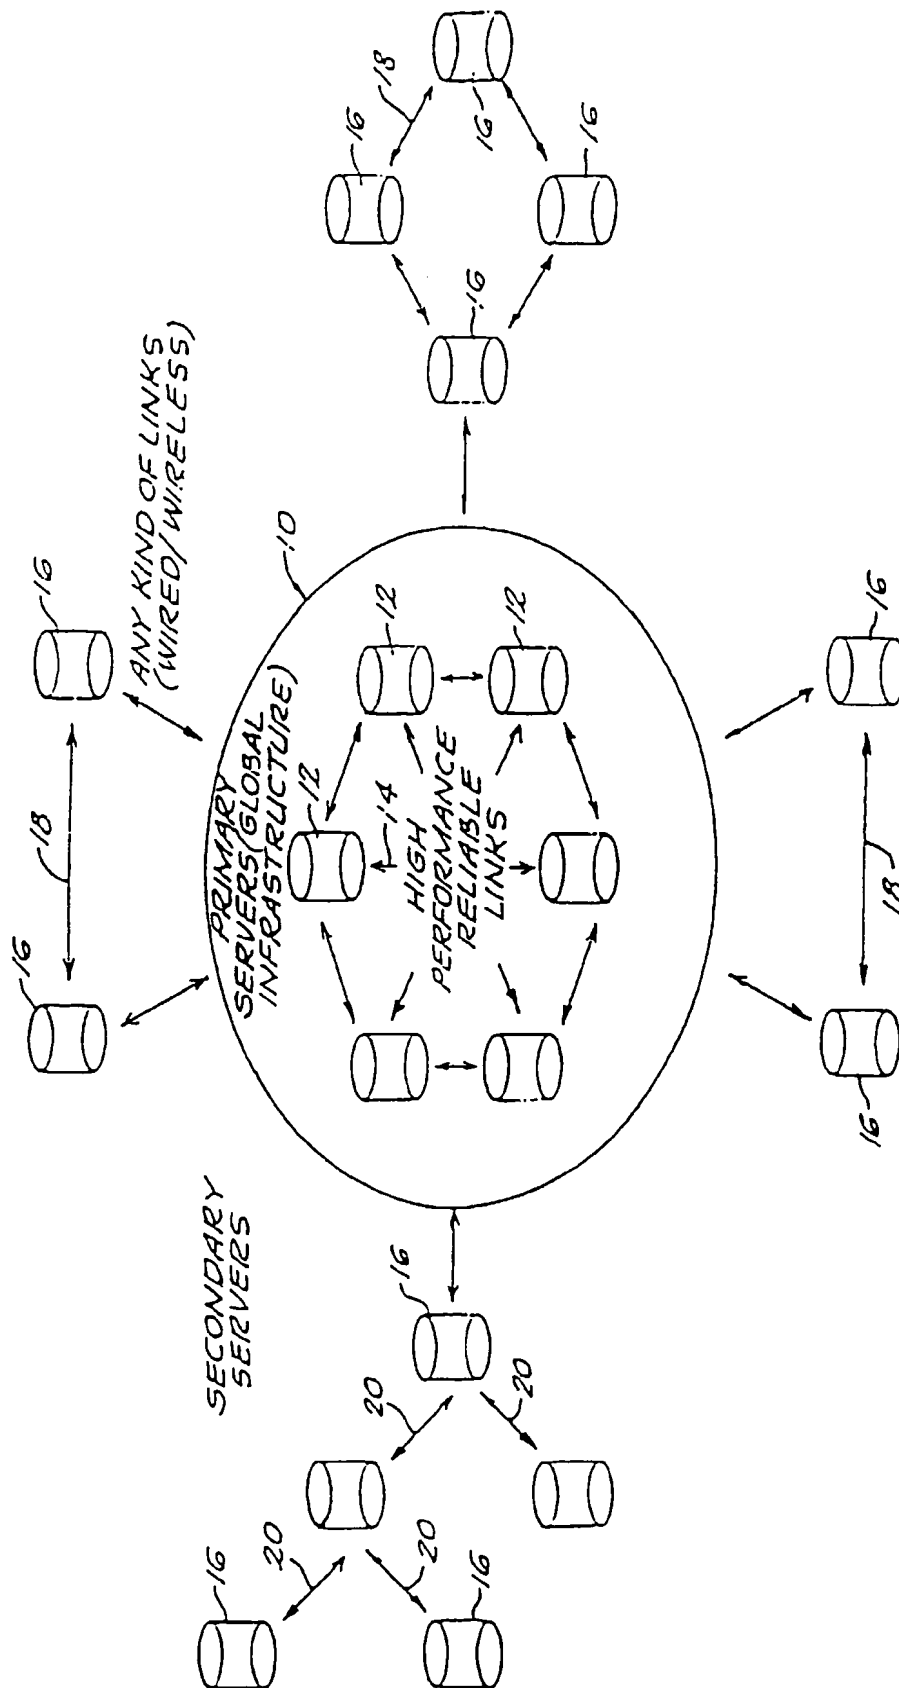 16
18
16
ANY KIND OF LINKS
(WIRED/WIRELESS)
SECONDARY
SERVERS
PRIMARY
SERVERS(GLOBAL
INFRASTRUCTURE)
10
12
16
20
20
16
20
16
20
16
14
12
12
HIGH
PERFORMANCE
RELIABLE
LINKS
16
18
16
16
16
16
18
16